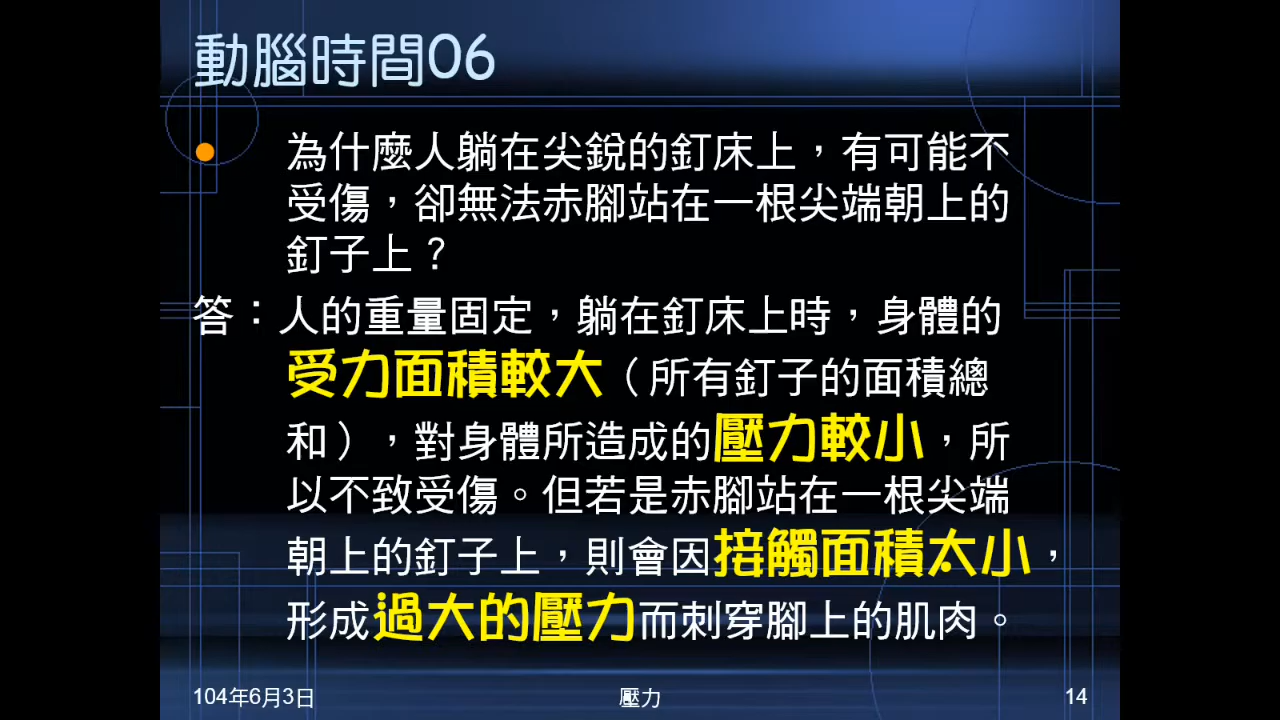 動腦時間06
為什麼人躺在尖銳的釘床上，有可能不
受傷，卻無法赤腳站在一根尖端朝上的
釘子上？
答：人的重量固定，躺在釘床上時，身體的
受力面積較大（所有釘子的面積總
和），對身體所造成的壓力較小，所
以不致受傷。但若是赤腳站在一根尖端
朝上的釘子上，則會因接觸面積太小，
形成過大的壓力而刺穿腳上的肌肉。
104年6月3日
壓力
14